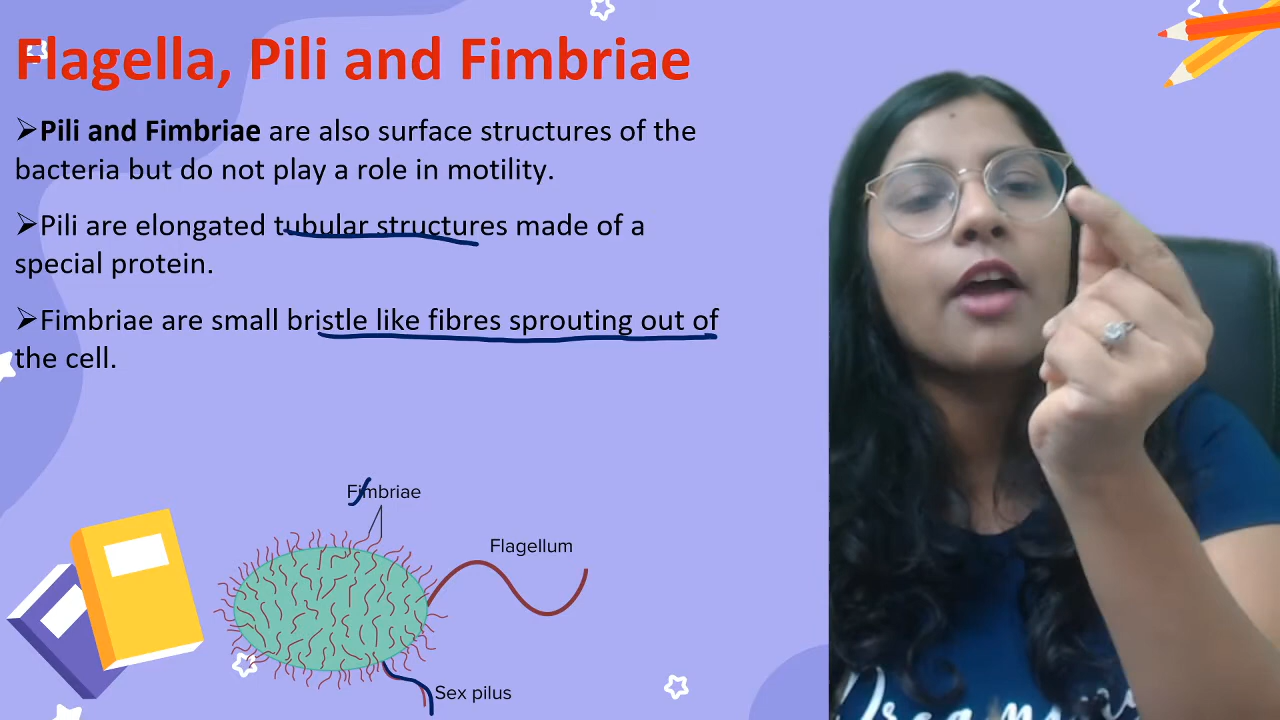 Flagella, Pili and Fimbriae
➢Pili and Fimbriae are also surface structures of the
bacteria but do not play a role in motility.
➢Pili are elongated tubular structures made of a
special protein.
➢Fimbriae are small bristle like fibres sprouting out of
the cell.
Fimbriae
Flagellum
Sex pilus